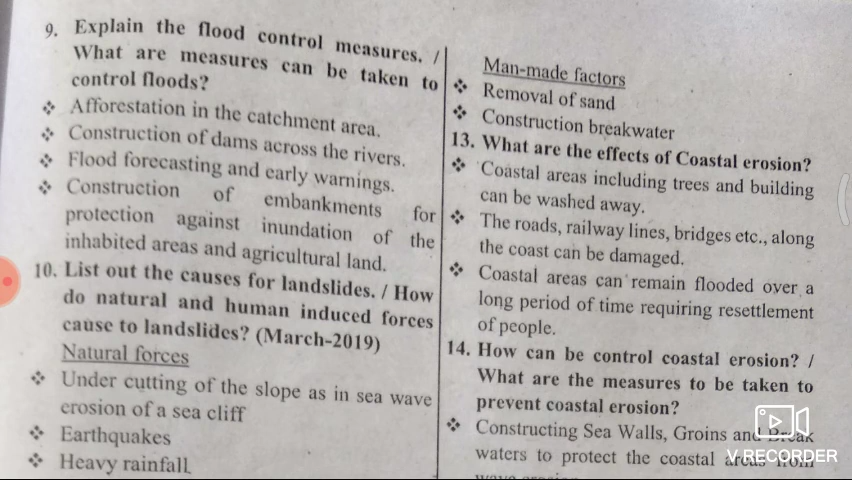 9. Explain the flood control measures. /
What are measures can be taken to
control floods?
❖ Afforestation in the catchment area.
❖ Construction of dams across the rivers.
❖ Flood forecasting and early warnings.
❖ Construction of embankments for
protection against inundation of the
inhabited areas and agricultural land.
10. List out the causes for landslides. / How
do natural and human induced forces
cause to landslides? (March-2019)
Natural forces
❖ Under cutting of the slope as in sea wave
erosion of a sea cliff
❖ Earthquakes
❖ Heavy rainfall
Man-made factors
❖ Removal of sand
❖ Construction breakwater
13. What are the effects of Coastal erosion?
❖ Coastal areas including trees and building
can be washed away.
❖ The roads, railway lines, bridges etc., along
the coast can be damaged.
❖ Coastal areas can remain flooded over a
long period of time requiring resettlement
of people.
14. How can be control coastal erosion? /
What are the measures to be taken to
prevent coastal erosion?
❖ Constructing Sea Walls, Groins and Break
waters to protect the coastal areas from
V RECORDER